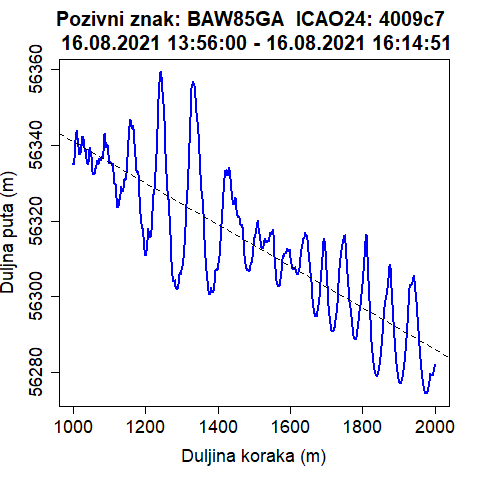 Pozivni znak: BAW85GA  ICAO24: 4009c7
16.08.2021 13:56:00 - 16.08.2021 16:14:51
Duljina puta (m)
56360
56340
56320
56300
56280
1000 1200 1400 1600 1800 2000
Duljina koraka (m)